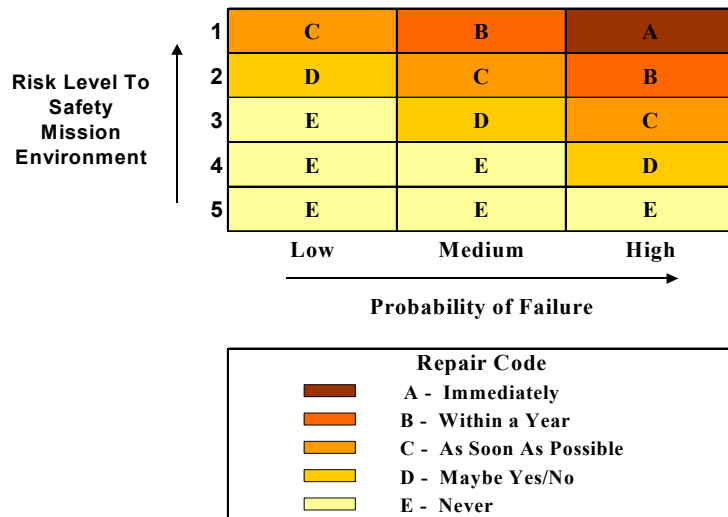 1 C B A
2 D C B
Risk Level To
Safety
Mission
Environment
3 E D C
4 E E D
5 E E E
Low Medium High
Probability of Failure
Repair Code
A - Immediately
B - Within a Year
C - As Soon As Possible
D - Maybe Yes/No
E - Never